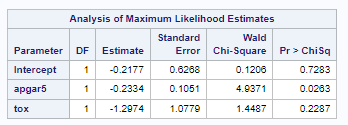 Analysis of Maximum Likelihood Estimates
Parameter DF Estimate Standard Error Wald Chi-Square Pr > ChiSq
Intercept 1 -0.2177 0.6268 0.1206 0.7283
apgar5 1 -0.2334 0.1051 4.9371 0.0263
tox 1 -1.2974 1.0779 1.4487 0.2287